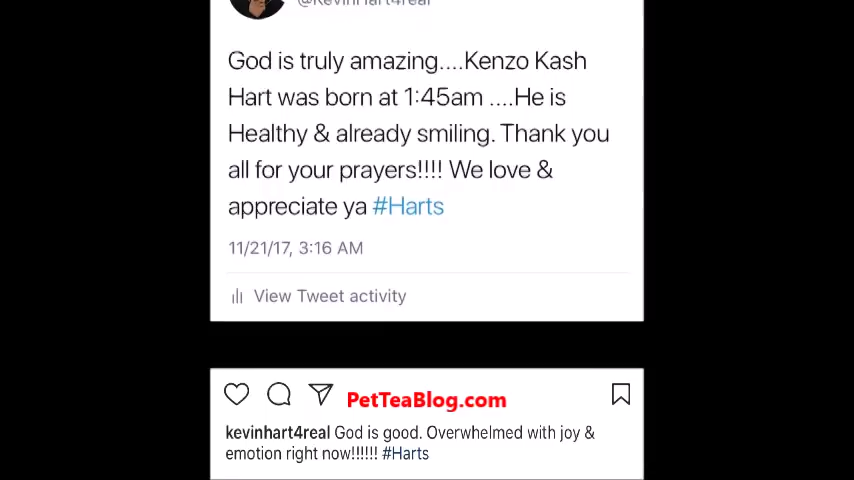 @KevinHart4real
God is truly amazing....Kenzo Kash
Hart was born at 1:45am ....He is
Healthy & already smiling. Thank you
all for your prayers!!!! We love &
appreciate ya #Harts
11/21/17, 3:16 AM
View Tweet activity
PetTeaBlog.com
kevinhart4real God is good. Overwhelmed with joy &
emotion right now!!!!!! #Harts